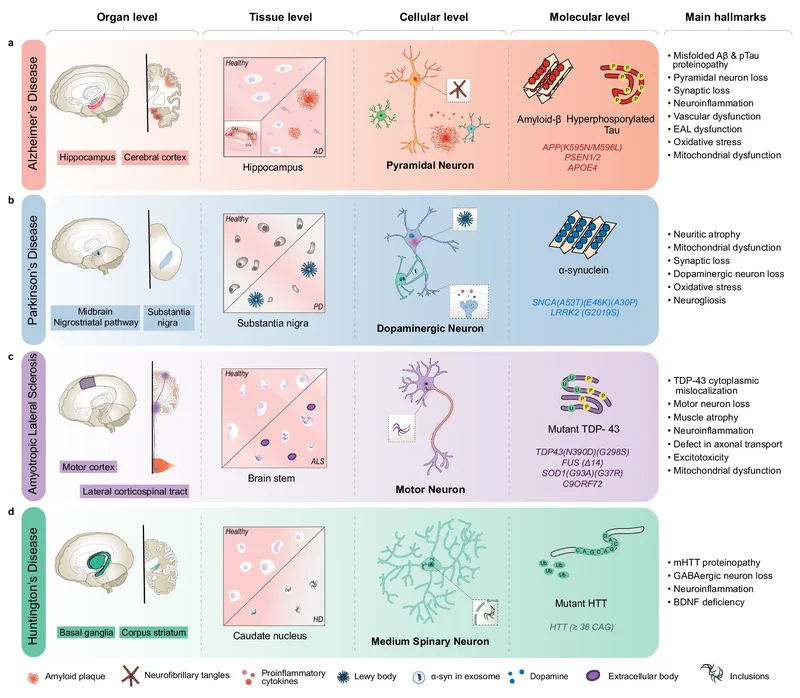 Organ level
Tissue level
Cellular level
Molecular level
Main hallmarks
a
Alzheimer's Disease
Hippocampus
Cerebral cortex
Healthy
AD
Hippocampus
Pyramidal Neuron
Amyloid-β
Hyperphosphorylated
Tau
P P P P P
APP(K595N/M596L)
PSEN1/2
APOE4
• Misfolded Aβ & pTau
proteinopathy
• Pyramidal neuron loss
• Synaptic loss
• Neuroinflammation
• Vascular dysfunction
• EAL dysfunction
• Oxidative stress
• Mitochondrial dysfunction
b
Parkinson's Disease
Midbrain
Nigrostriatal pathway
Substantia
nigra
Healthy
PD
Substantia nigra
Dopaminergic Neuron
α-synuclein
SNCA(A53T)(E46K)(A30P)
LRRK2 (G2019S)
• Neuritic atrophy
• Mitochondrial dysfunction
• Synaptic loss
• Dopaminergic neuron loss
• Oxidative stress
• Neurogliosis
c
Amyotropic Lateral Sclerosis
Motor cortex
Lateral corticospinal tract
Healthy
ALS
Brain stem
Motor Neuron
Mutant TDP- 43
TDP43(N390D)(G298S)
FUS (Δ14)
SOD1(G93A)(G37R)
C9ORF72
• TDP-43 cytoplasmic
mislocalization
• Motor neuron loss
• Muscle atrophy
• Neuroinflammation
• Defect in axonal transport
• Excitotoxicity
• Mitochondrial dysfunction
d
Huntington's Disease
Basal ganglia
Corpus striatum
Healthy
HD
Caudate nucleus
Medium Spinary Neuron
C A G C A G C A G
Ub Ub Ub Ub Ub
Mutant HTT
HTT (≥ 36 CAG)
• mHTT proteinopathy
• GABAergic neuron loss
• Neuroinflammation
• BDNF deficiency
Amyloid plaque
Neurofibrillary tangles
Proinflammatory
cytokines
Lewy body
α-syn in exosome
Dopamine
Extracellular body
Inclusions